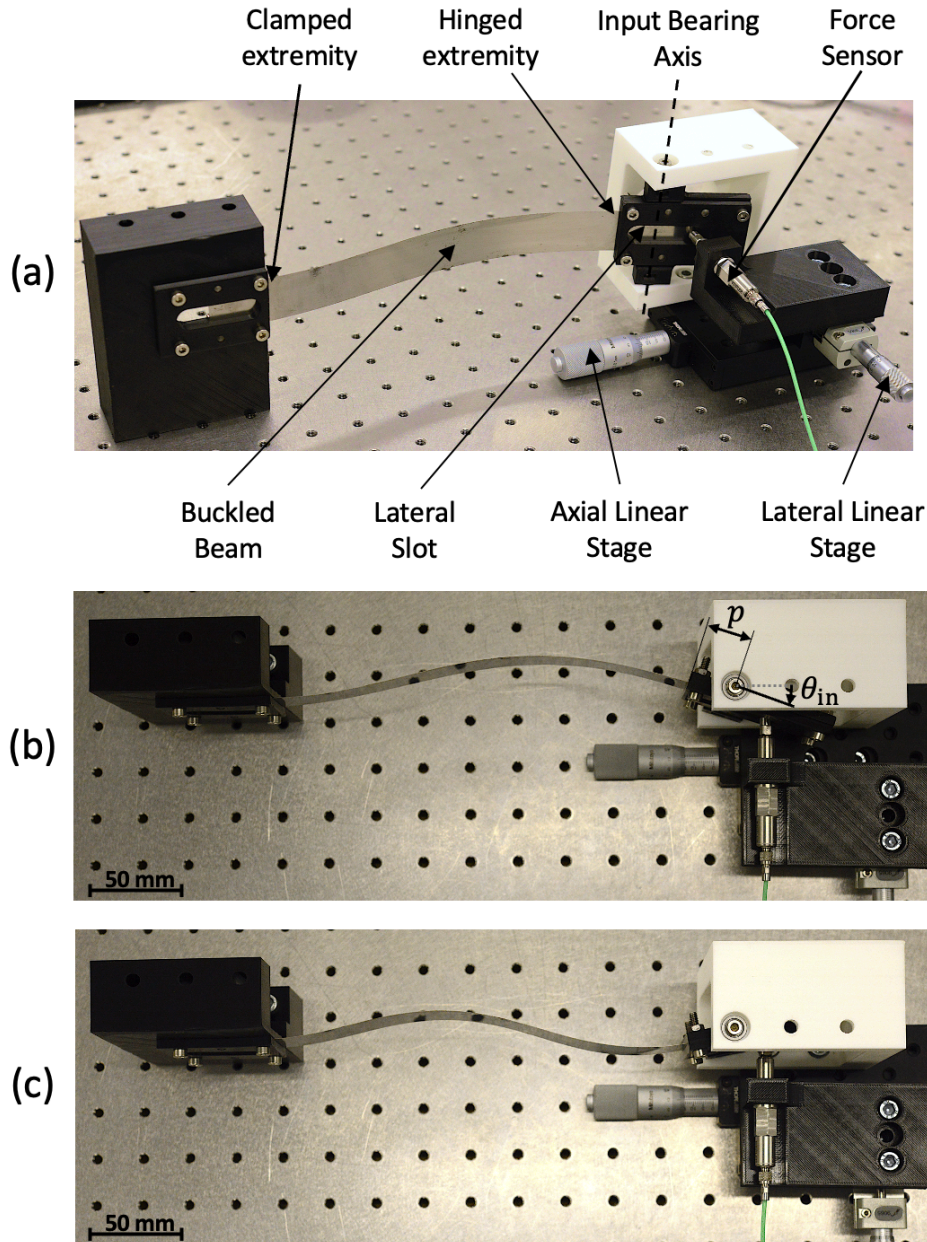 Clamped
extremity
Hinged
extremity
Input Bearing
Axis
Force
Sensor
(a)
Buckled
Beam
Lateral
Slot
Axial Linear
Stage
Lateral Linear
Stage
(b)
p
θin
50 mm
(c)
50 mm